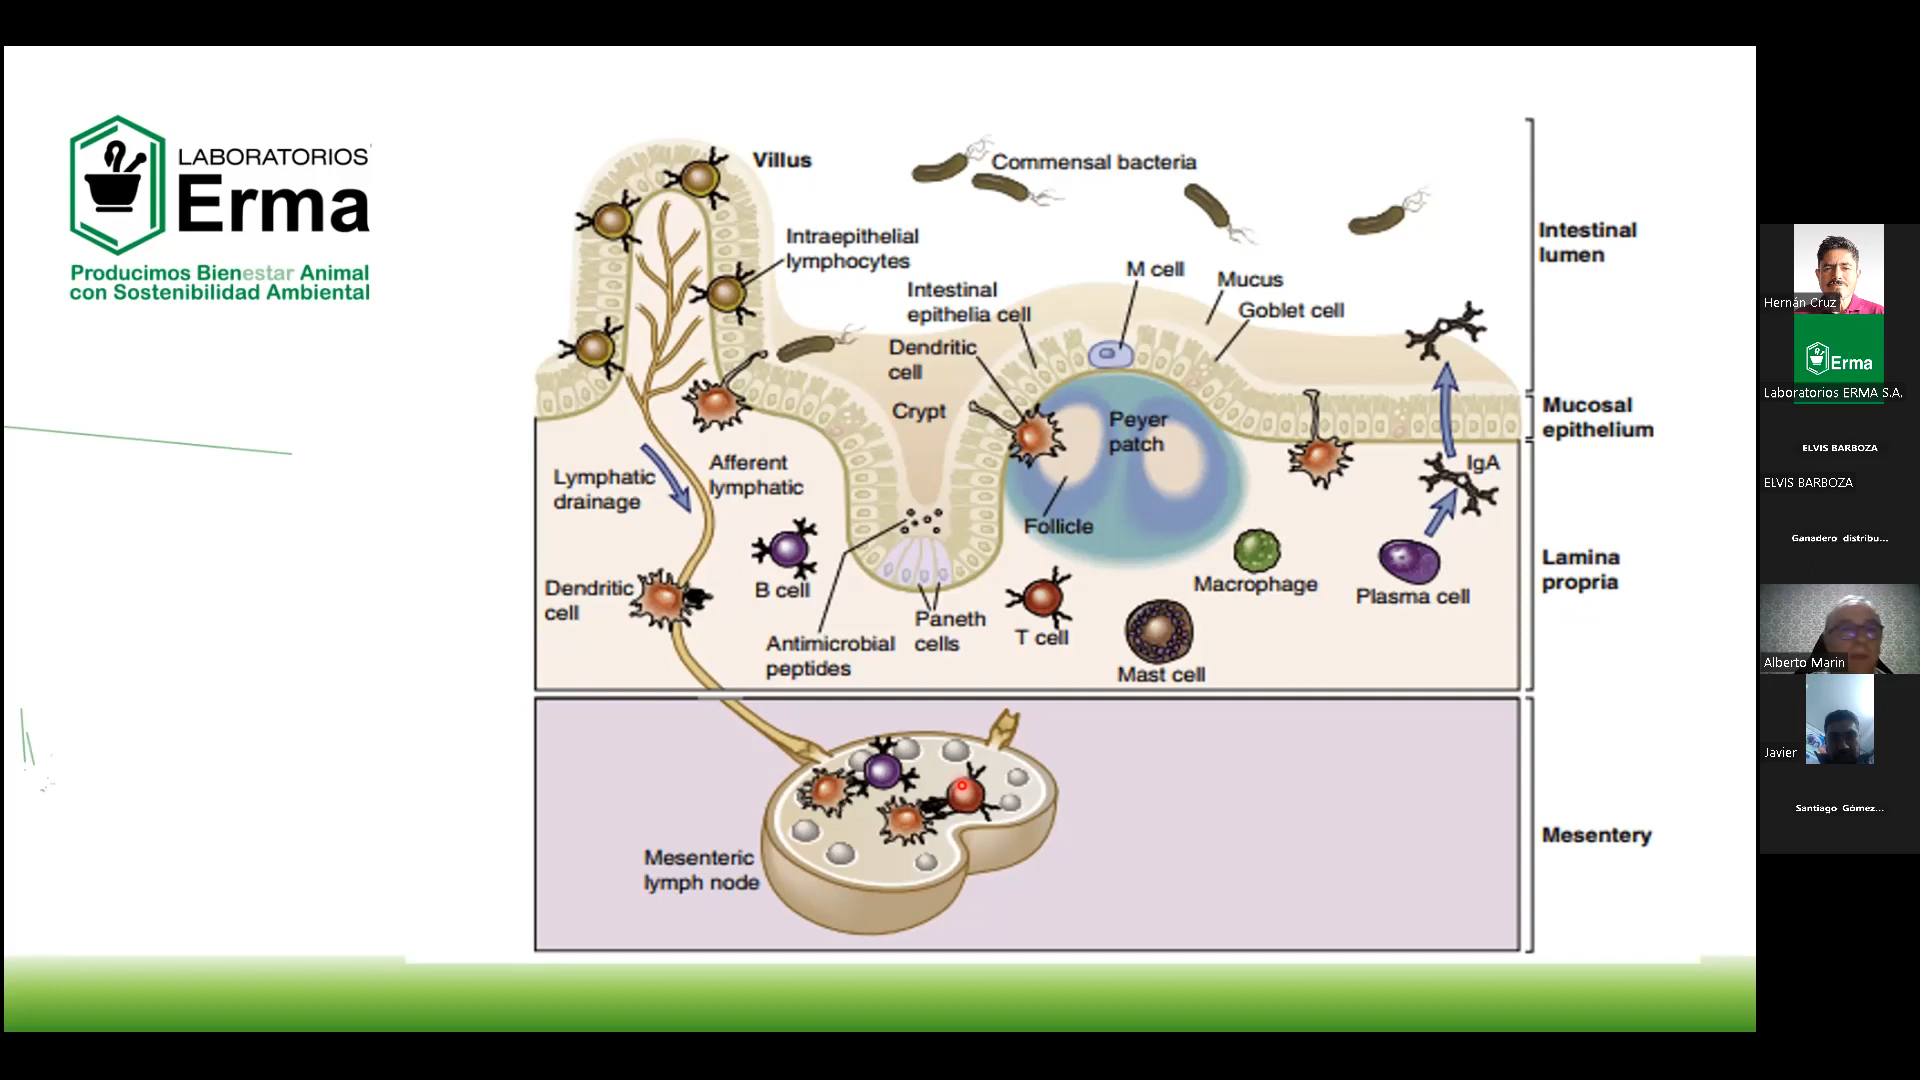 LABORATORIOS
Erma
Producimos Bienestar Animal
con Sostenibilidad Ambiental
Villus
Commensal bacteria
Intraepithelial
lymphocytes
Intestinal
epithelia cell
M cell
Mucus
Goblet cell
Dendritic
cell
Crypt
Peyer
patch
Follicle
Lymphatic
drainage
Afferent
lymphatic
IgA
B cell
Dendritic
cell
Antimicrobial
peptides
Paneth
cells
T cell
Mast cell
Macrophage
Plasma cell
Mesenteric
lymph node
Intestinal
lumen
Mucosal
epithelium
Lamina
propria
Mesentery
Hernán Cruz
Erma
Laboratorios ERMA S.A.
ELVIS BARBOZA
ELVIS BARBOZA
Ganadero distribu...
Alberto Marin
Javier
Santiago Gómez...